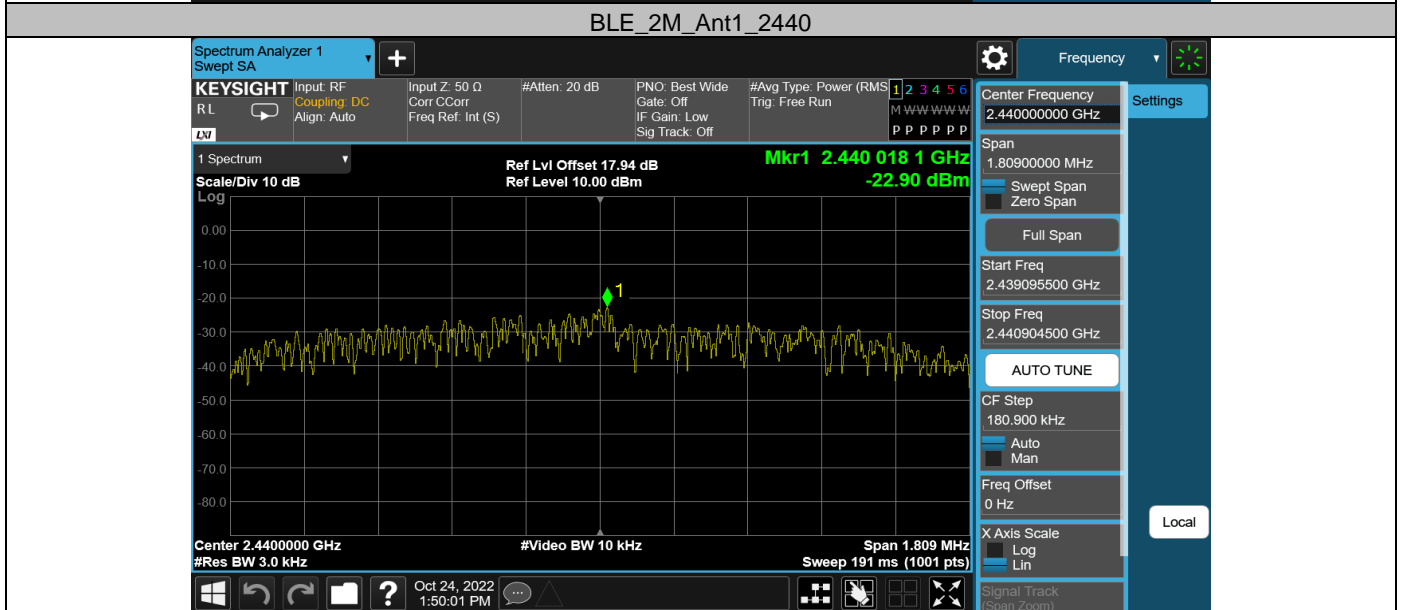 BLE_2M_Ant1_2440
Spectrum Analyzer 1
Swept SA
+
Frequency
KEYSIGHT
RL
LXI
Input: RF
Coupling: DC
Align: Auto
Input Z: 50 Ω
Corr CCorr
Freq Ref: Int (S)
#Atten: 20 dB
PNO: Best Wide
Gate: Off
IF Gain: Low
Sig Track: Off
#Avg Type: Power (RMS
Trig: Free Run
1 2 3 4 5 6
M W W W W W
P P P P P P
1 Spectrum
Scale/Div 10 dB
Log
Ref Lvl Offset 17.94 dB
Ref Level 10.00 dBm
Mkr1 2.440 018 1 GHz
-22.90 dBm
0.00
-10.0
-20.0
-30.0
-40.0
-50.0
-60.0
-70.0
-80.0
1
Center 2.4400000 GHz
#Res BW 3.0 kHz
#Video BW 10 kHz
Span 1.809 MHz
Sweep 191 ms (1001 pts)
Center Frequency
2.440000000 GHz
Settings
Span
1.80900000 MHz
Swept Span
Zero Span
Full Span
Start Freq
2.439095500 GHz
Stop Freq
2.440904500 GHz
AUTO TUNE
CF Step
180.900 kHz
Auto
Man
Freq Offset
0 Hz
X Axis Scale
Log
Lin
Local
Signal Track
(Span Zoom)
?
Oct 24, 2022
1:50:01 PM